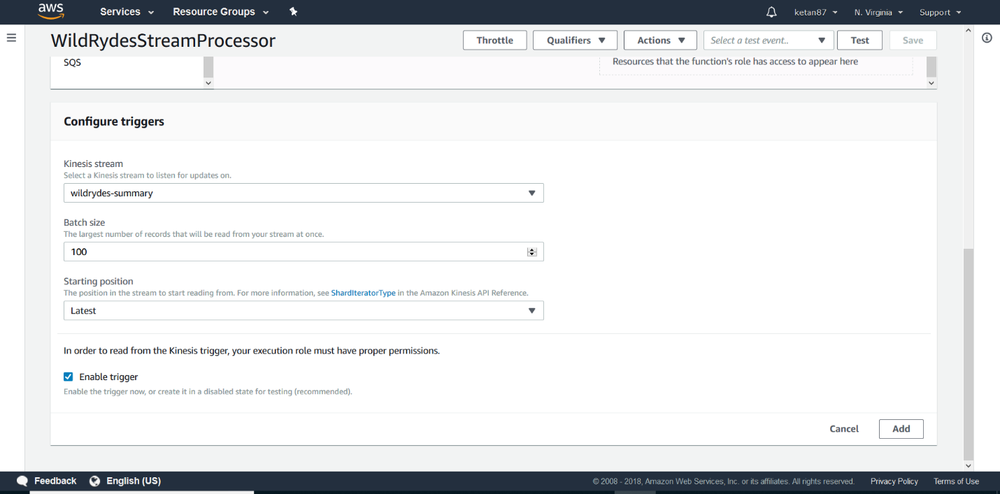 aws Services Resource Groups ketan87 N. Virginia Support
WildRydesStreamProcessor Throttle Qualifiers Actions Select a test event.. Test Save
SQS Resources that the function's role has access to appear here
Configure triggers
Kinesis stream
Select a Kinesis stream to listen for updates on.
wildrydes-summary
Batch size
The largest number of records that will be read from your stream at once.
100
Starting position
The position in the stream to start reading from. For more information, see ShardIteratorType in the Amazon Kinesis API Reference.
Latest
In order to read from the Kinesis trigger, your execution role must have proper permissions.
Enable trigger
Enable the trigger now, or create it in a disabled state for testing (recommended).
Cancel Add
Feedback English (US) © 2008 - 2018, Amazon Web Services, Inc. or its affiliates. All rights reserved. Privacy Policy Terms of Use